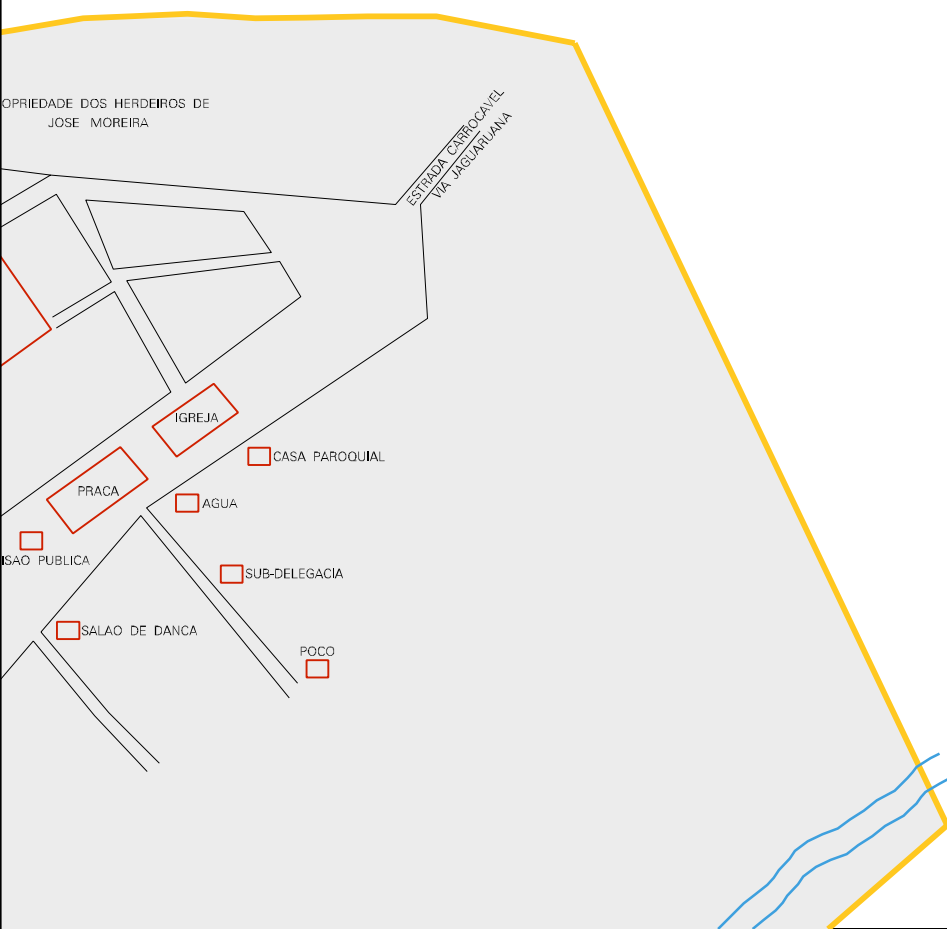 OPRIEDADE DOS HERDEIROS DE
JOSE MOREIRA
ESTRADA CARROCAVEL
VIA JAGUARUANA
IGREJA
CASA PAROQUIAL
PRACA
AGUA
ISAO PUBLICA
SUB-DELEGACIA
SALAO DE DANCA
POCO